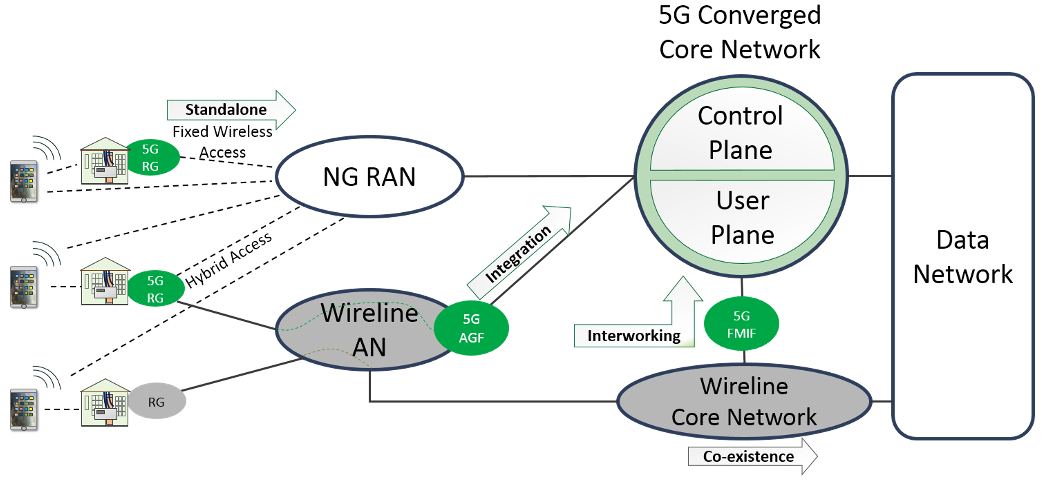 5G Converged
Core Network
Standalone
Fixed Wireless
Access
5G
RG
NG RAN
Control
Plane
User
Plane
Data
Network
Hybrid Access
5G
RG
Integration
Wireline
AN
5G
AGF
Interworking
5G
FMIF
RG
Wireline
Core Network
Co-existence